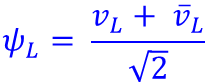 ψ_L = (v_L + v̄_L) / √2